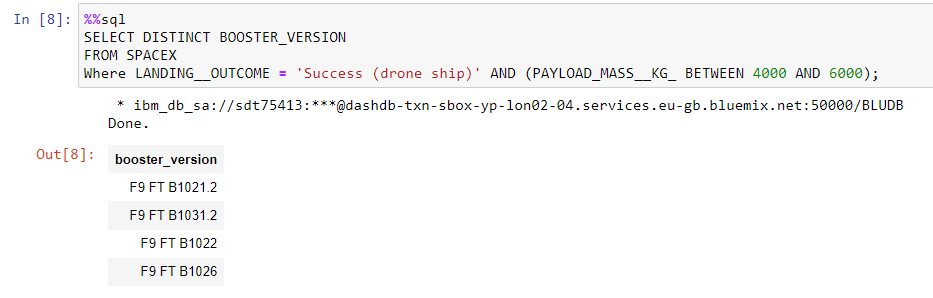 In [8]: %%sql
SELECT DISTINCT BOOSTER_VERSION
FROM SPACEX
Where LANDING__OUTCOME = 'Success (drone ship)' AND (PAYLOAD_MASS__KG_ BETWEEN 4000 AND 6000);
* ibm_db_sa://sdt75413:***@dashdb-txn-sbox-yp-lon02-04.services.eu-gb.bluemix.net:50000/BLUDB
Done.
Out[8]: booster_version
F9 FT B1021.2
F9 FT B1031.2
F9 FT B1022
F9 FT B1026